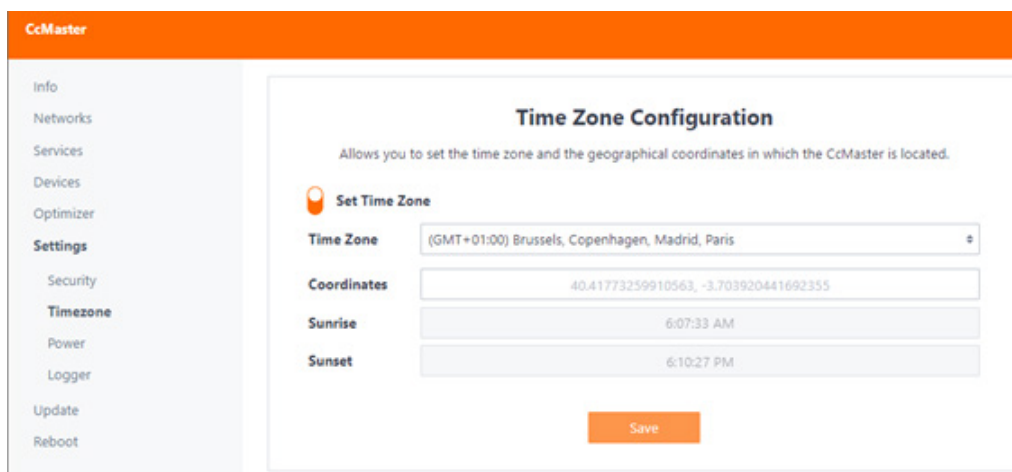 CcMaster
Info
Networks
Services
Devices
Optimizer
Settings
Security
Timezone
Power
Logger
Update
Reboot
Time Zone Configuration
Allows you to set the time zone and the geographical coordinates in which the CcMaster is located.
Set Time Zone
Time Zone (GMT+01:00) Brussels, Copenhagen, Madrid, Paris
Coordinates 40.41773259910563, -3.703920441692355
Sunrise 6:07:33 AM
Sunset 6:10:27 PM
Save